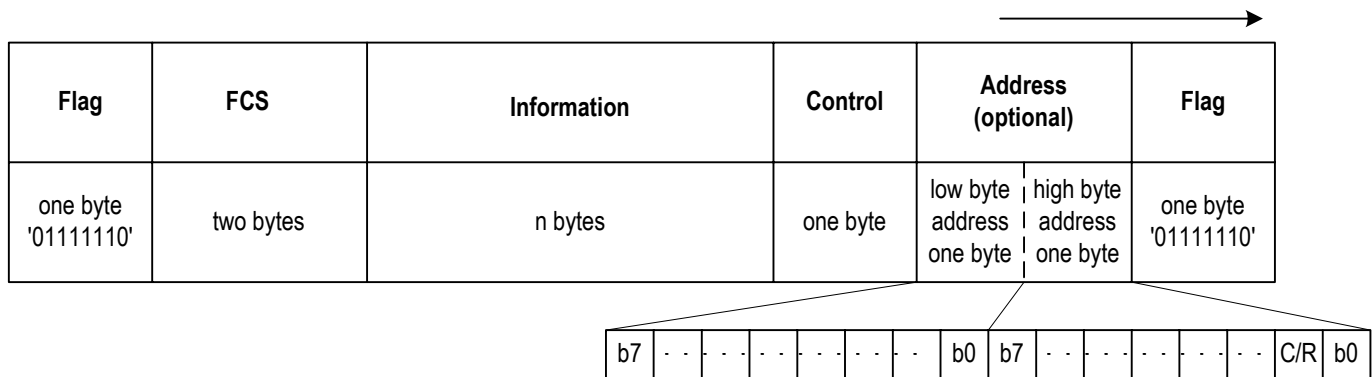 Flag FCS Information Control Address
(optional) Flag
one byte
'01111110' two bytes n bytes one byte low byte
address
one byte high byte
address
one byte one byte
'01111110'
b7 b0 b7 C/R b0